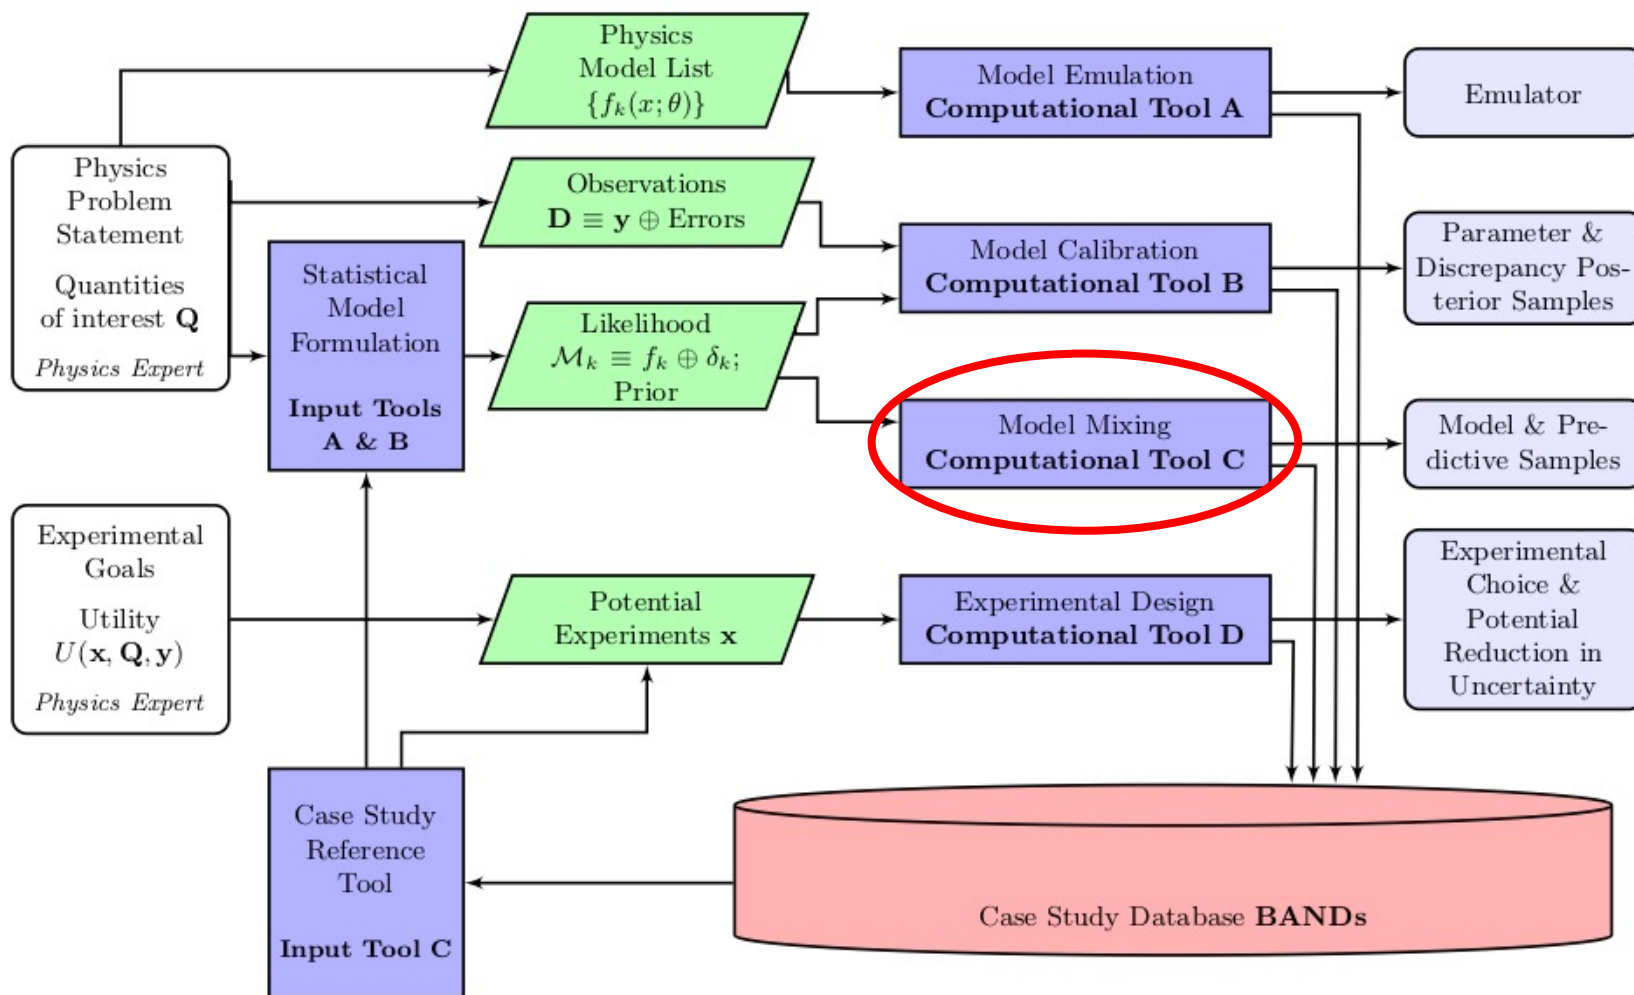 Physics
Model List
{f_k(x; θ)}
Model Emulation
Computational Tool A
Emulator
Physics
Problem
Statement
Quantities
of interest Q
Physics Expert
Observations
D ≡ y ⊕ Errors
Statistical
Model
Formulation
Input Tools
A & B
Likelihood
ℳ_k ≡ f_k ⊕ δ_k;
Prior
Model Calibration
Computational Tool B
Parameter &
Discrepancy Pos-
terior Samples
Model Mixing
Computational Tool C
Model & Pre-
dictive Samples
Experimental
Goals
Utility
U(x, Q, y)
Physics Expert
Potential
Experiments x
Experimental Design
Computational Tool D
Experimental
Choice &
Potential
Reduction in
Uncertainty
Case Study
Reference
Tool
Input Tool C
Case Study Database BANDs